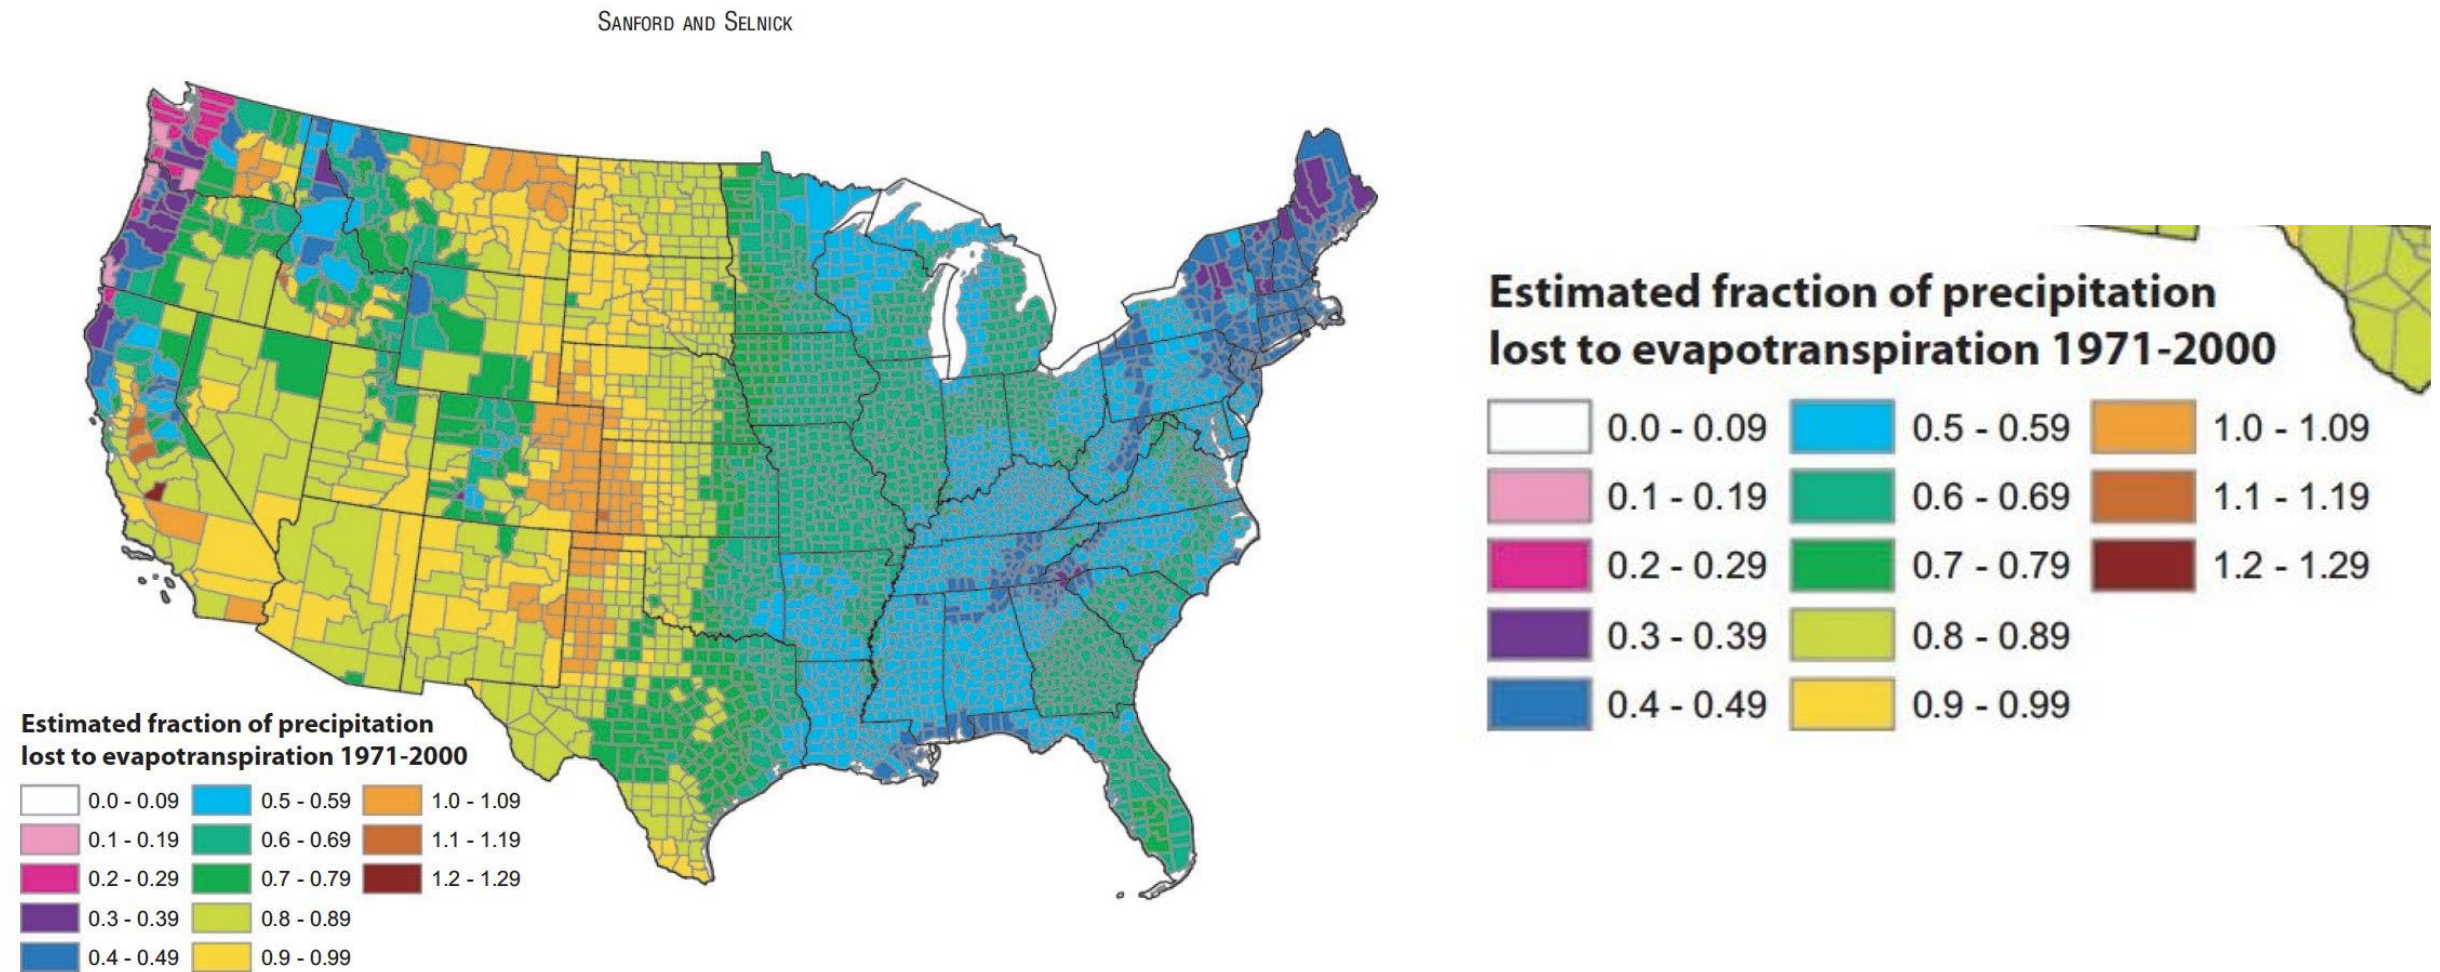 SANFORD AND SELNICK
Estimated fraction of precipitation
lost to evapotranspiration 1971-2000
0.0 - 0.09 0.5 - 0.59 1.0 - 1.09
0.1 - 0.19 0.6 - 0.69 1.1 - 1.19
0.2 - 0.29 0.7 - 0.79 1.2 - 1.29
0.3 - 0.39 0.8 - 0.89
0.4 - 0.49 0.9 - 0.99
Estimated fraction of precipitation
lost to evapotranspiration 1971-2000
0.0 - 0.09 0.5 - 0.59 1.0 - 1.09
0.1 - 0.19 0.6 - 0.69 1.1 - 1.19
0.2 - 0.29 0.7 - 0.79 1.2 - 1.29
0.3 - 0.39 0.8 - 0.89
0.4 - 0.49 0.9 - 0.99